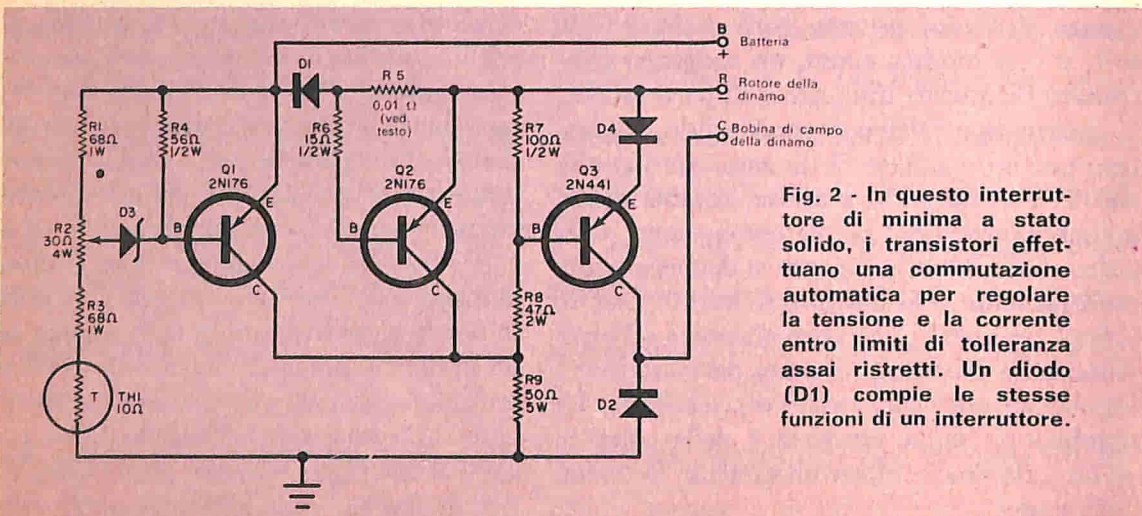 B
+
Batteria
R
–
Rotore della
dinamo
C
Bobina di campo
della dinamo
D1
R 5
0,01 Ω
(ved.
testo)
R1
68Ω
1W
R4
56Ω
1/2W
R6
15Ω
1/2W
R7
100Ω
1/2W
D4
Q1
2N176
Q2
2N176
Q3
2N441
E
E
E
R2
30Ω
4W
D3
B
B
B
C
C
C
R3
68Ω
1W
R8
47Ω
2W
T
TH1
10Ω
R9
50Ω
5W
D2
Fig. 2 - In questo interrut-
tore di minima a stato
solido, i transistori effet-
tuano una commutazione
automatica per regolare
la tensione e la corrente
entro limiti di tolleranza
assai ristretti. Un diodo
(D1) compie le stesse
funzioni di un interruttore.